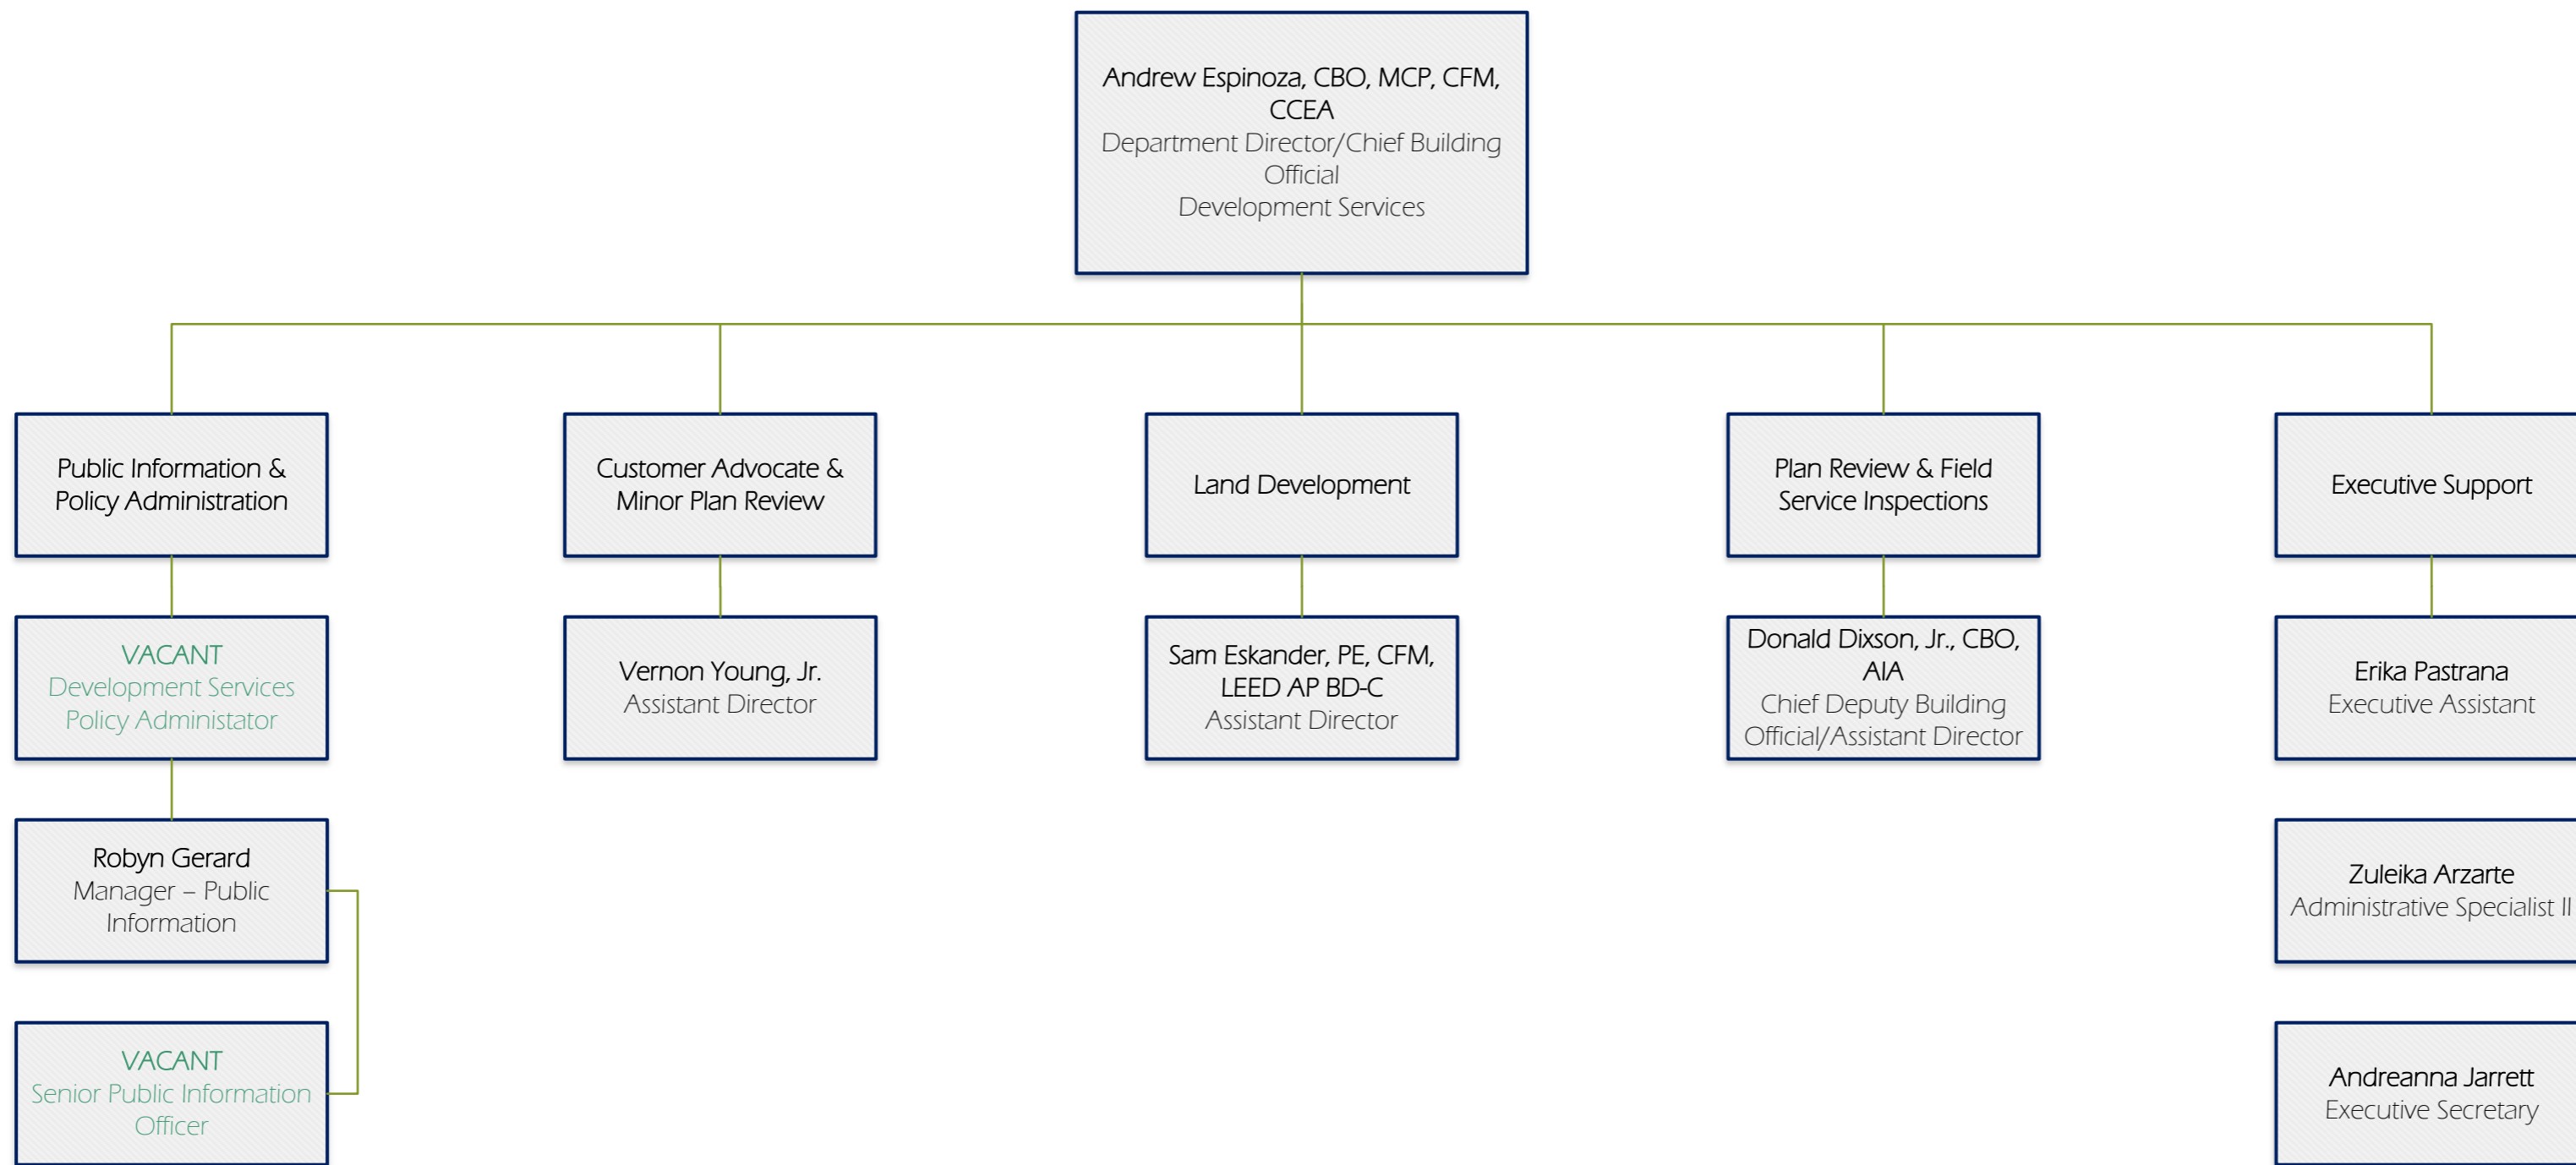 Andrew Espinoza, CBO, MCP, CFM,
CCEA
Department Director/Chief Building
Official
Development Services
Public Information &
Policy Administration
Customer Advocate &
Minor Plan Review
Land Development
Plan Review & Field
Service Inspections
Executive Support
VACANT
Development Services
Policy Administator
Vernon Young, Jr.
Assistant Director
Sam Eskander, PE, CFM,
LEED AP BD-C
Assistant Director
Donald Dixson, Jr., CBO,
AIA
Chief Deputy Building
Official/Assistant Director
Erika Pastrana
Executive Assistant
Robyn Gerard
Manager – Public
Information
Zuleika Arzarte
Administrative Specialist II
VACANT
Senior Public Information
Officer
Andreanna Jarrett
Executive Secretary